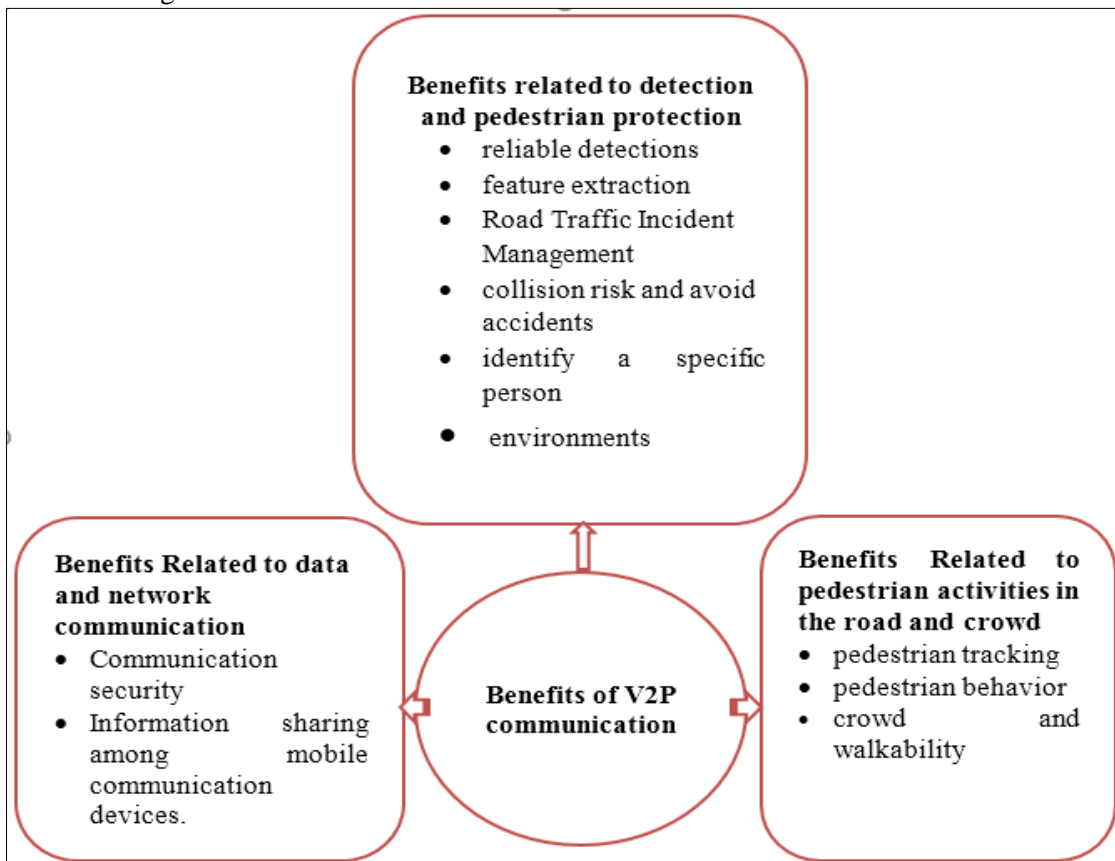 Benefits related to detection
and pedestrian protection
• reliable detections
• feature extraction
• Road Traffic Incident
Management
• collision risk and avoid
accidents
• identify a specific
person
• environments
Benefits Related to data
and network
communication
• Communication
security
• Information sharing
among mobile
communication
devices.
Benefits of V2P
communication
Benefits Related to
pedestrian activities in
the road and crowd
• pedestrian tracking
• pedestrian behavior
• crowd and
walkability